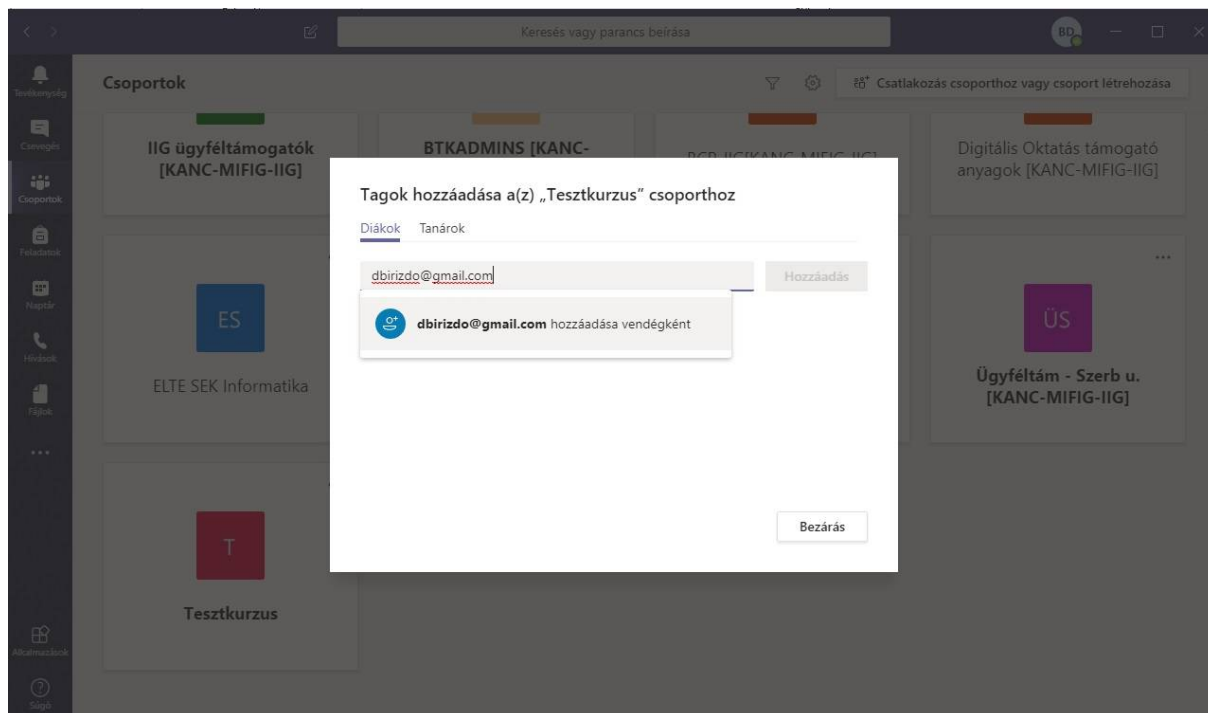 Keresés vagy parancs beírása
BD
Tevékenység
Csevegés
Csoportok
Feladatok
Naptár
Hívások
Fájlok
Alkalmazások
Súgó
Csoportok
Csatlakozás csoporthoz vagy csoport létrehozása
IIG ügyféltámogatók
[KANC-MIFIG-IIG]
BTKADMINS [KANC-
Digitális Oktatás támogató
anyagok [KANC-MIFIG-IIG]
Tagok hozzáadása a(z) „Tesztkurzus” csoporthoz
Diákok Tanárok
dbirizdo@gmail.com
Hozzáadás
dbirizdo@gmail.com hozzáadása vendégként
Bezárás
ES
ELTE SEK Informatika
ÜS
Ügyféltám - Szerb u.
[KANC-MIFIG-IIG]
T
Tesztkurzus